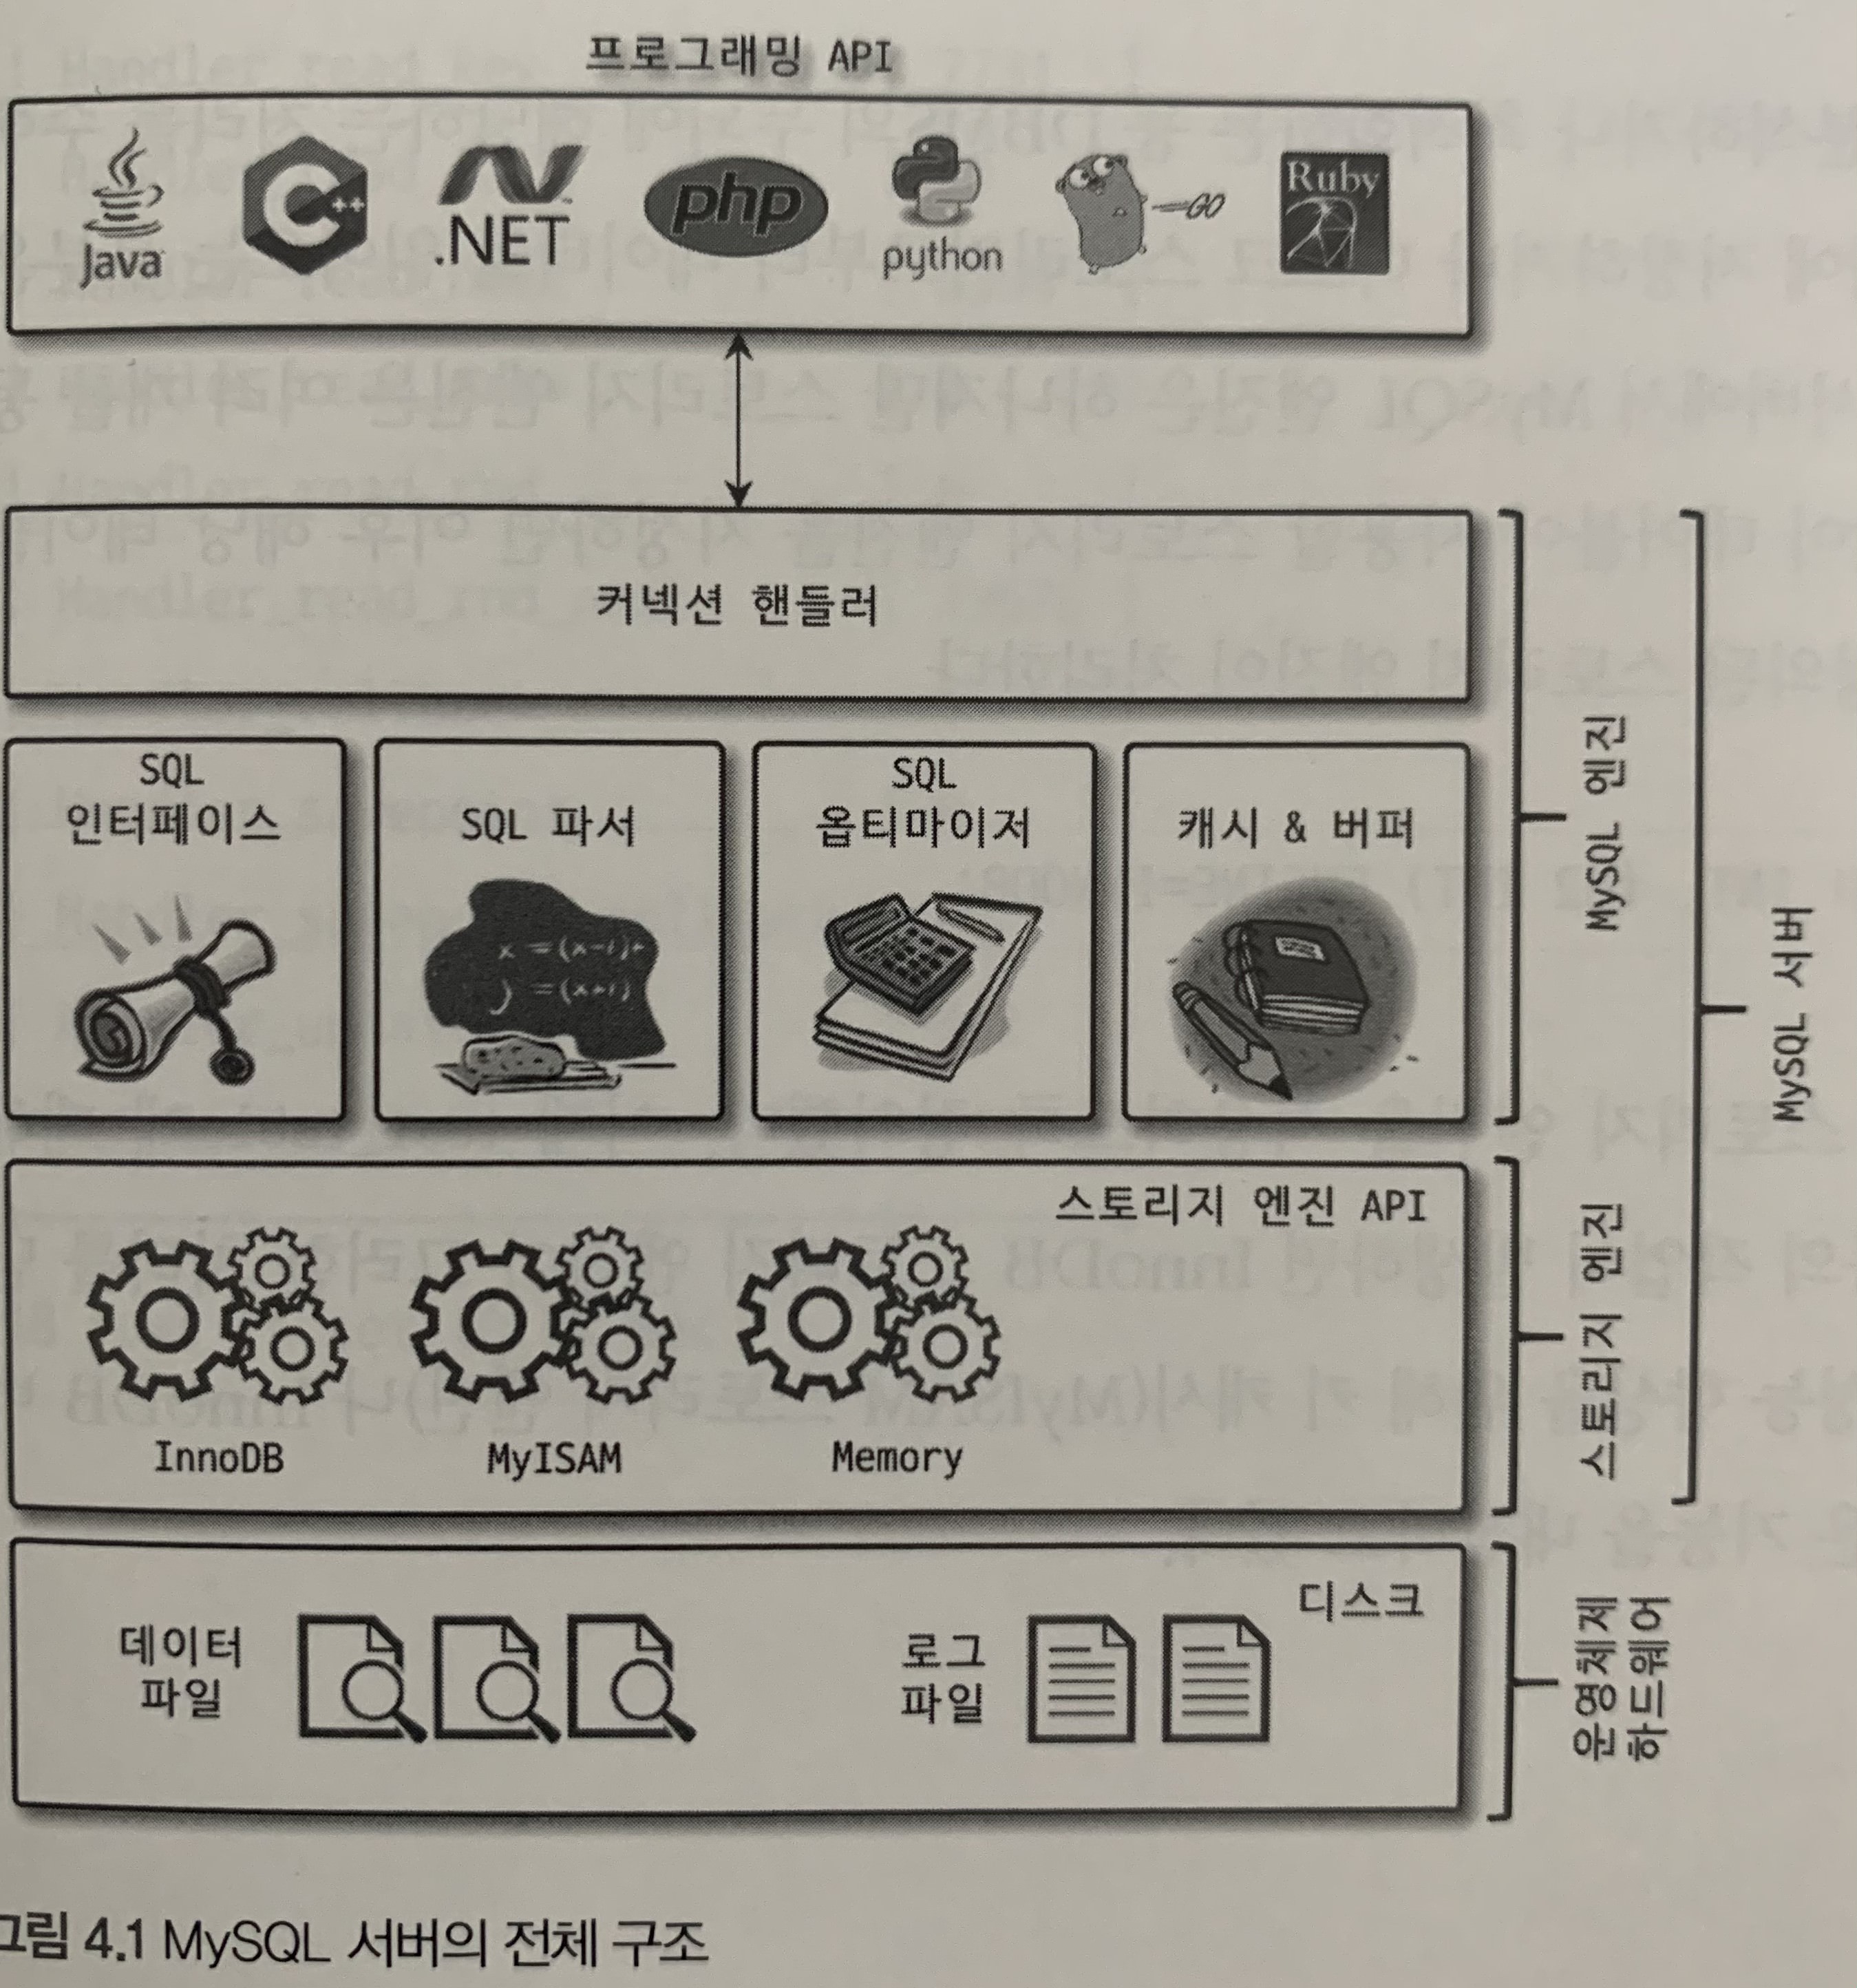 프로그래밍 API
Java
C++
.NET
php
python
GO
Ruby
커넥션 핸들러
SQL
인터페이스
SQL 파서
SQL
옵티마이저
캐시 & 버퍼
x =(x-i)+
=(x+i)
MySQL 엔진
MySQL 서버
스토리지 엔진 API
InnoDB
MyISAM
Memory
스토리지 엔진
디스크
데이터
파일
로그
파일
운영체제
하드웨어
그림 4.1 MySQL 서버의 전체 구조